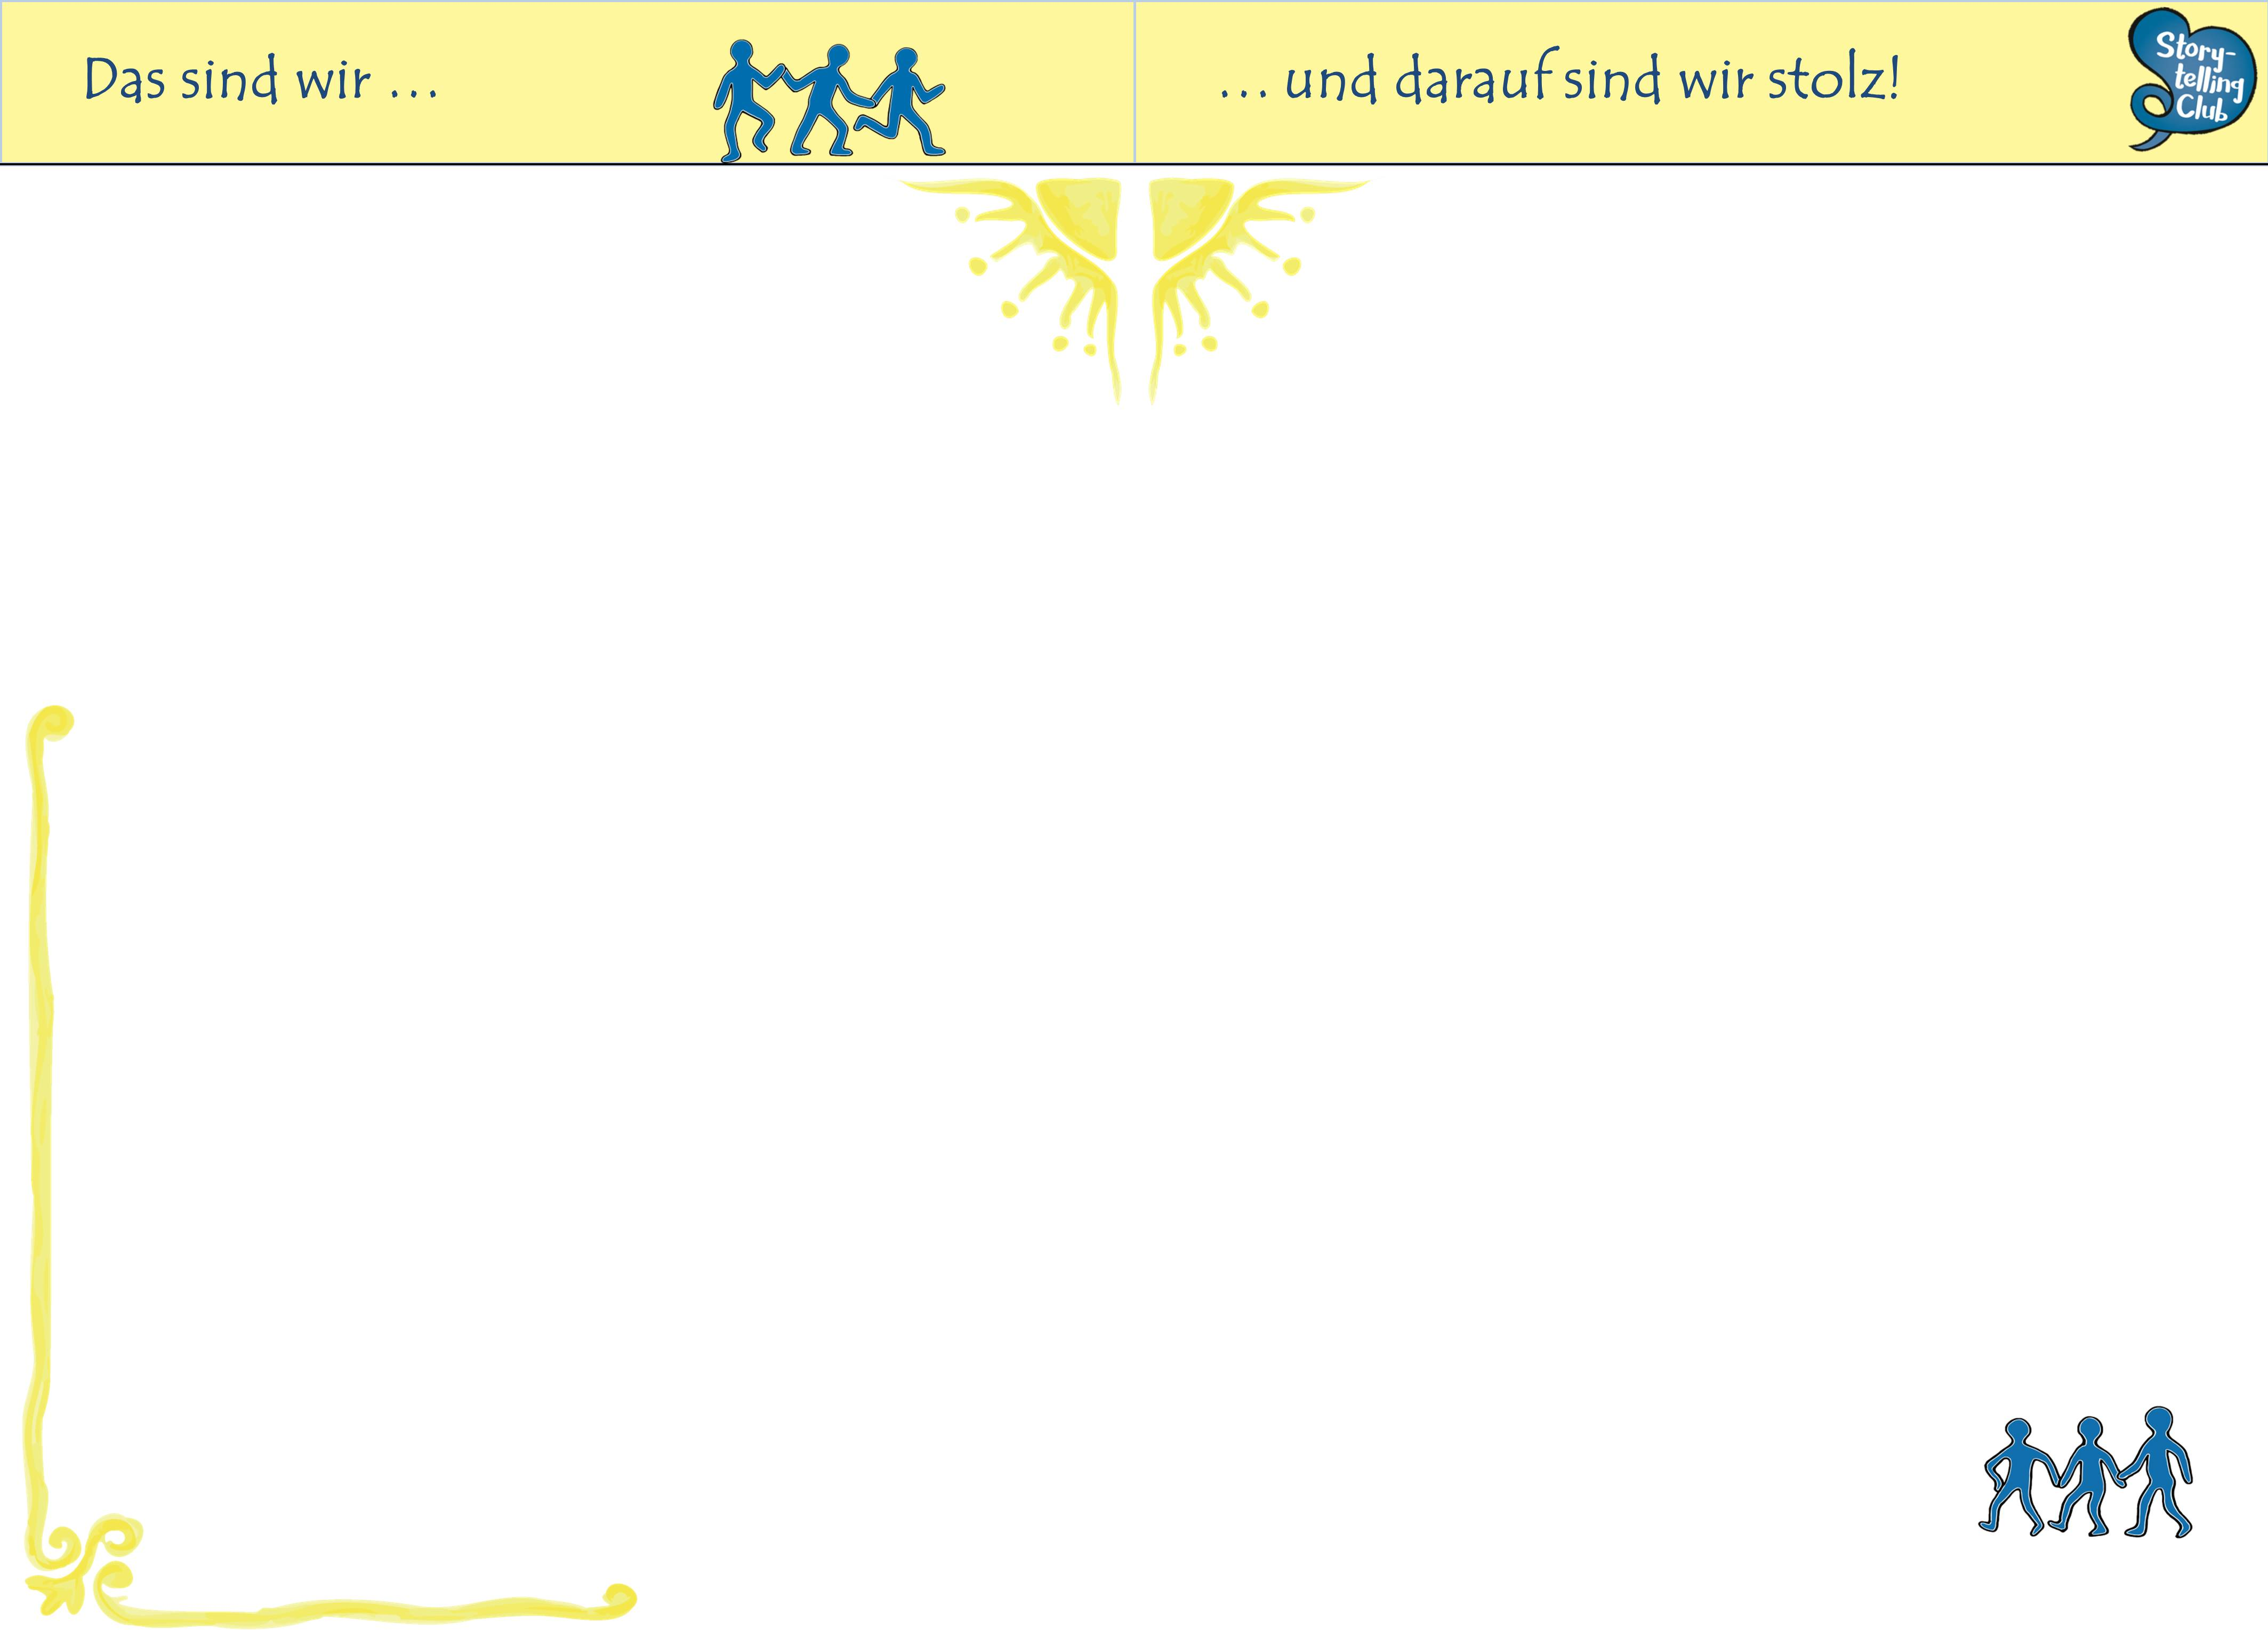 Das sind wir ...
... und darauf sind wir stolz!
Story-
telling
Club